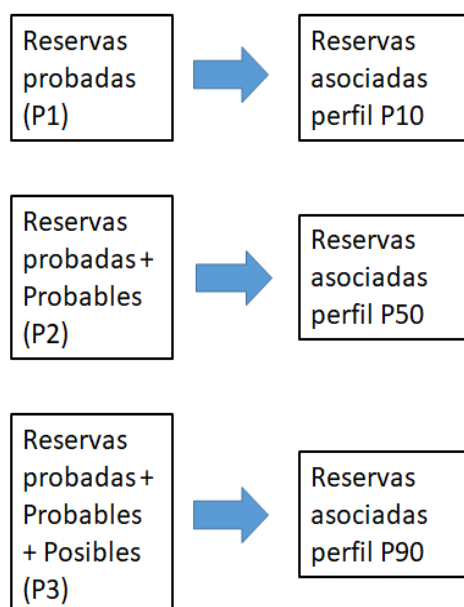 Reservas
probadas
(P1)
Reservas
asociadas
perfil P10
Reservas
probadas +
Probables
(P2)
Reservas
asociadas
perfil P50
Reservas
probadas +
Probables
+ Posibles
(P3)
Reservas
asociadas
perfil P90